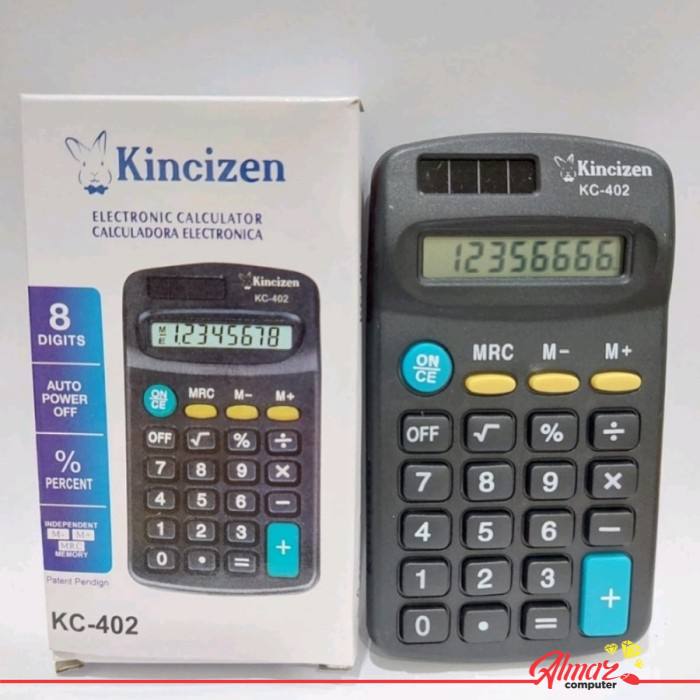 Kincizen
ELECTRONIC CALCULATOR
CALCULADORA ELECTRONICA
8
DIGITS
AUTO
POWER
OFF
%
PERCENT
INDEPENDENT
M- M+
MRC
MEMORY
Patent Pendign
KC-402
Kincizen
KC-402
M
E
1.2345678
ON
CE
MRC M- M+
OFF √ % ÷
7 8 9 ×
4 5 6 −
1 2 3
0 . = +
Kincizen
KC-402
12356666
ON
CE
MRC M- M+
OFF √ % ÷
7 8 9 ×
4 5 6 −
1 2 3
0 . = +
Almaz
computer